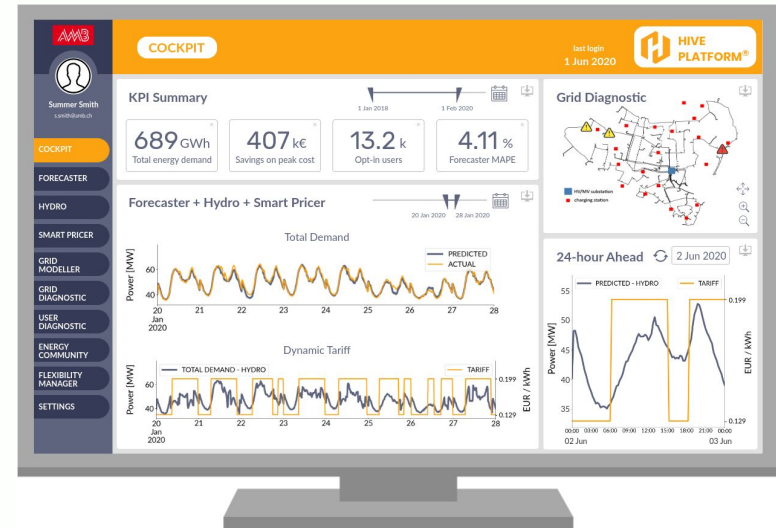 AMB
COCKPIT
last login
1 Jun 2020
HIVE
PLATFORM®
Summer Smith
s.smith@amb.ch
COCKPIT
FORECASTER
HYDRO
SMART PRICER
GRID
MODELLER
GRID
DIAGNOSTIC
USER
DIAGNOSTIC
ENERGY
COMMUNITY
FLEXIBILITY
MANAGER
SETTINGS
KPI Summary
1 Jan 2018
1 Feb 2020
689 GWh
Total energy demand
407 k€
Savings on peak cost
13.2 k
Opt-in users
4.11 %
Forecaster MAPE
Forecaster + Hydro + Smart Pricer
20 Jan 2020
28 Jan 2020
Total Demand
PREDICTED
ACTUAL
Power [MW]
60
40
20
21
22
23
24
25
26
27
28
Jan
2020
Dynamic Tariff
TOTAL DEMAND - HYDRO
TARIFF
Power [MW]
60
40
0.199
0.129
EUR / kWh
20
21
22
23
24
25
26
27
28
Jan
2020
Grid Diagnostic
HV/MV substation
charging station
24-hour Ahead
2 Jun 2020
PREDICTED - HYDRO
TARIFF
Power [MW]
55
50
45
40
35
0.199
0.129
EUR / kWh
00:00 03:00 06:00 09:00 12:00 15:00 18:00 21:00 00:00
02 Jun
03 Jun